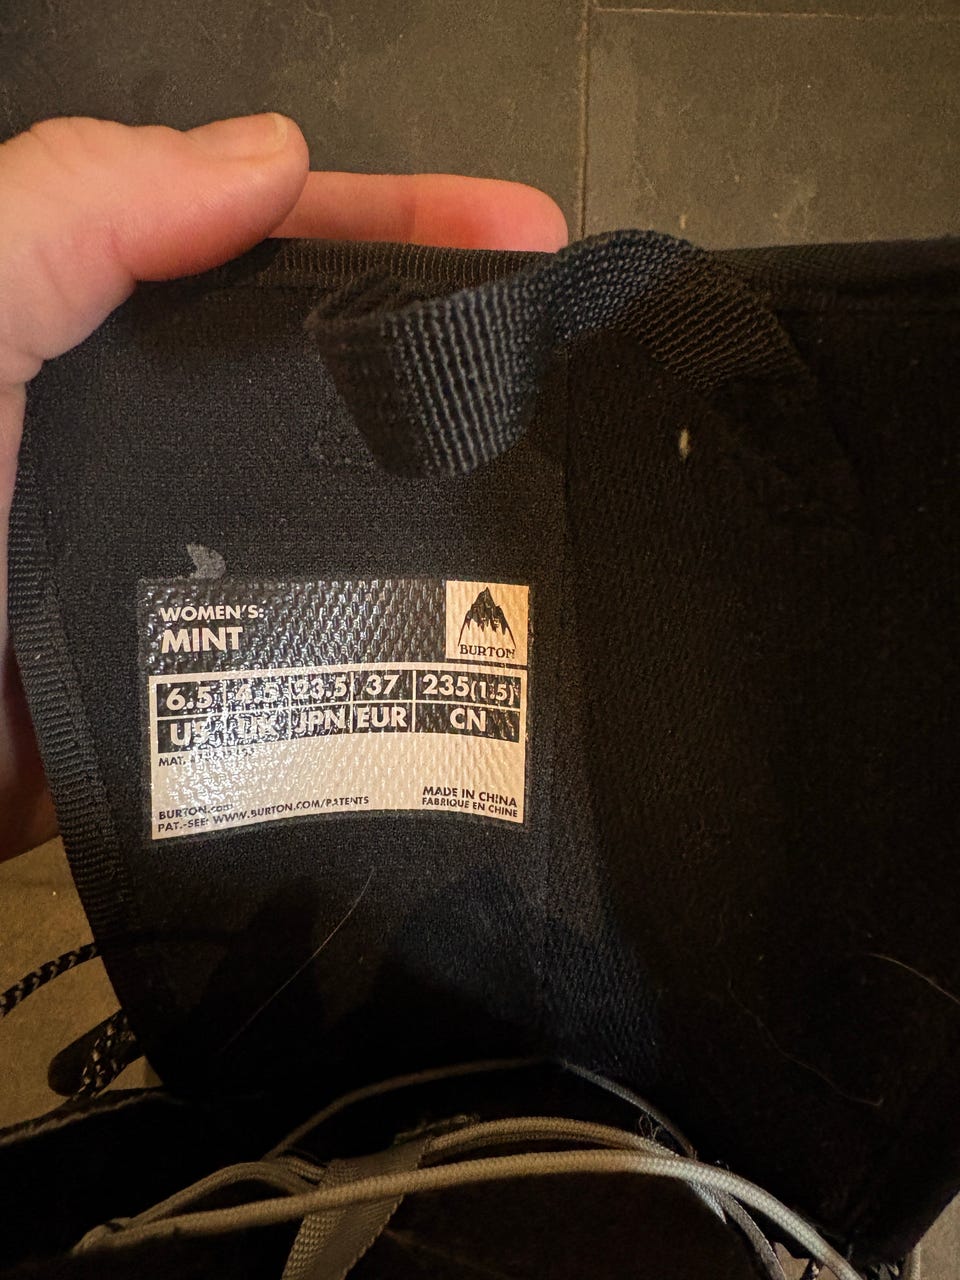 WOMEN'S:
MINT
BURTON
6.5 4.5 23.5 37 235(1.5)
US UK JPN EUR CN
MAT.
BURTON.com
PAT.-SEE: WWW.BURTON.COM/PATENTS
MADE IN CHINA
FABRIQUE EN CHINE